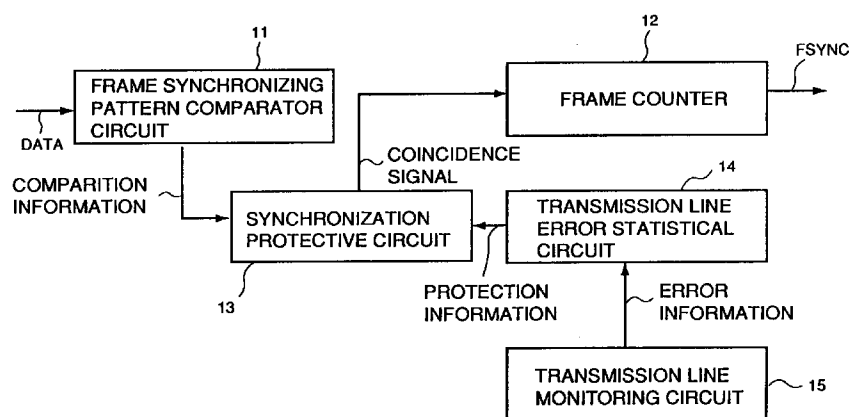 11
FRAME SYNCHRONIZING
PATTERN COMPARATOR
CIRCUIT
DATA
12
FRAME COUNTER
FSYNC
COMPARITION
INFORMATION
COINCIDENCE
SIGNAL
SYNCHRONIZATION
PROTECTIVE CIRCUIT
13
14
TRANSMISSION LINE
ERROR STATISTICAL
CIRCUIT
PROTECTION
INFORMATION
ERROR
INFORMATION
TRANSMISSION LINE
MONITORING CIRCUIT
15